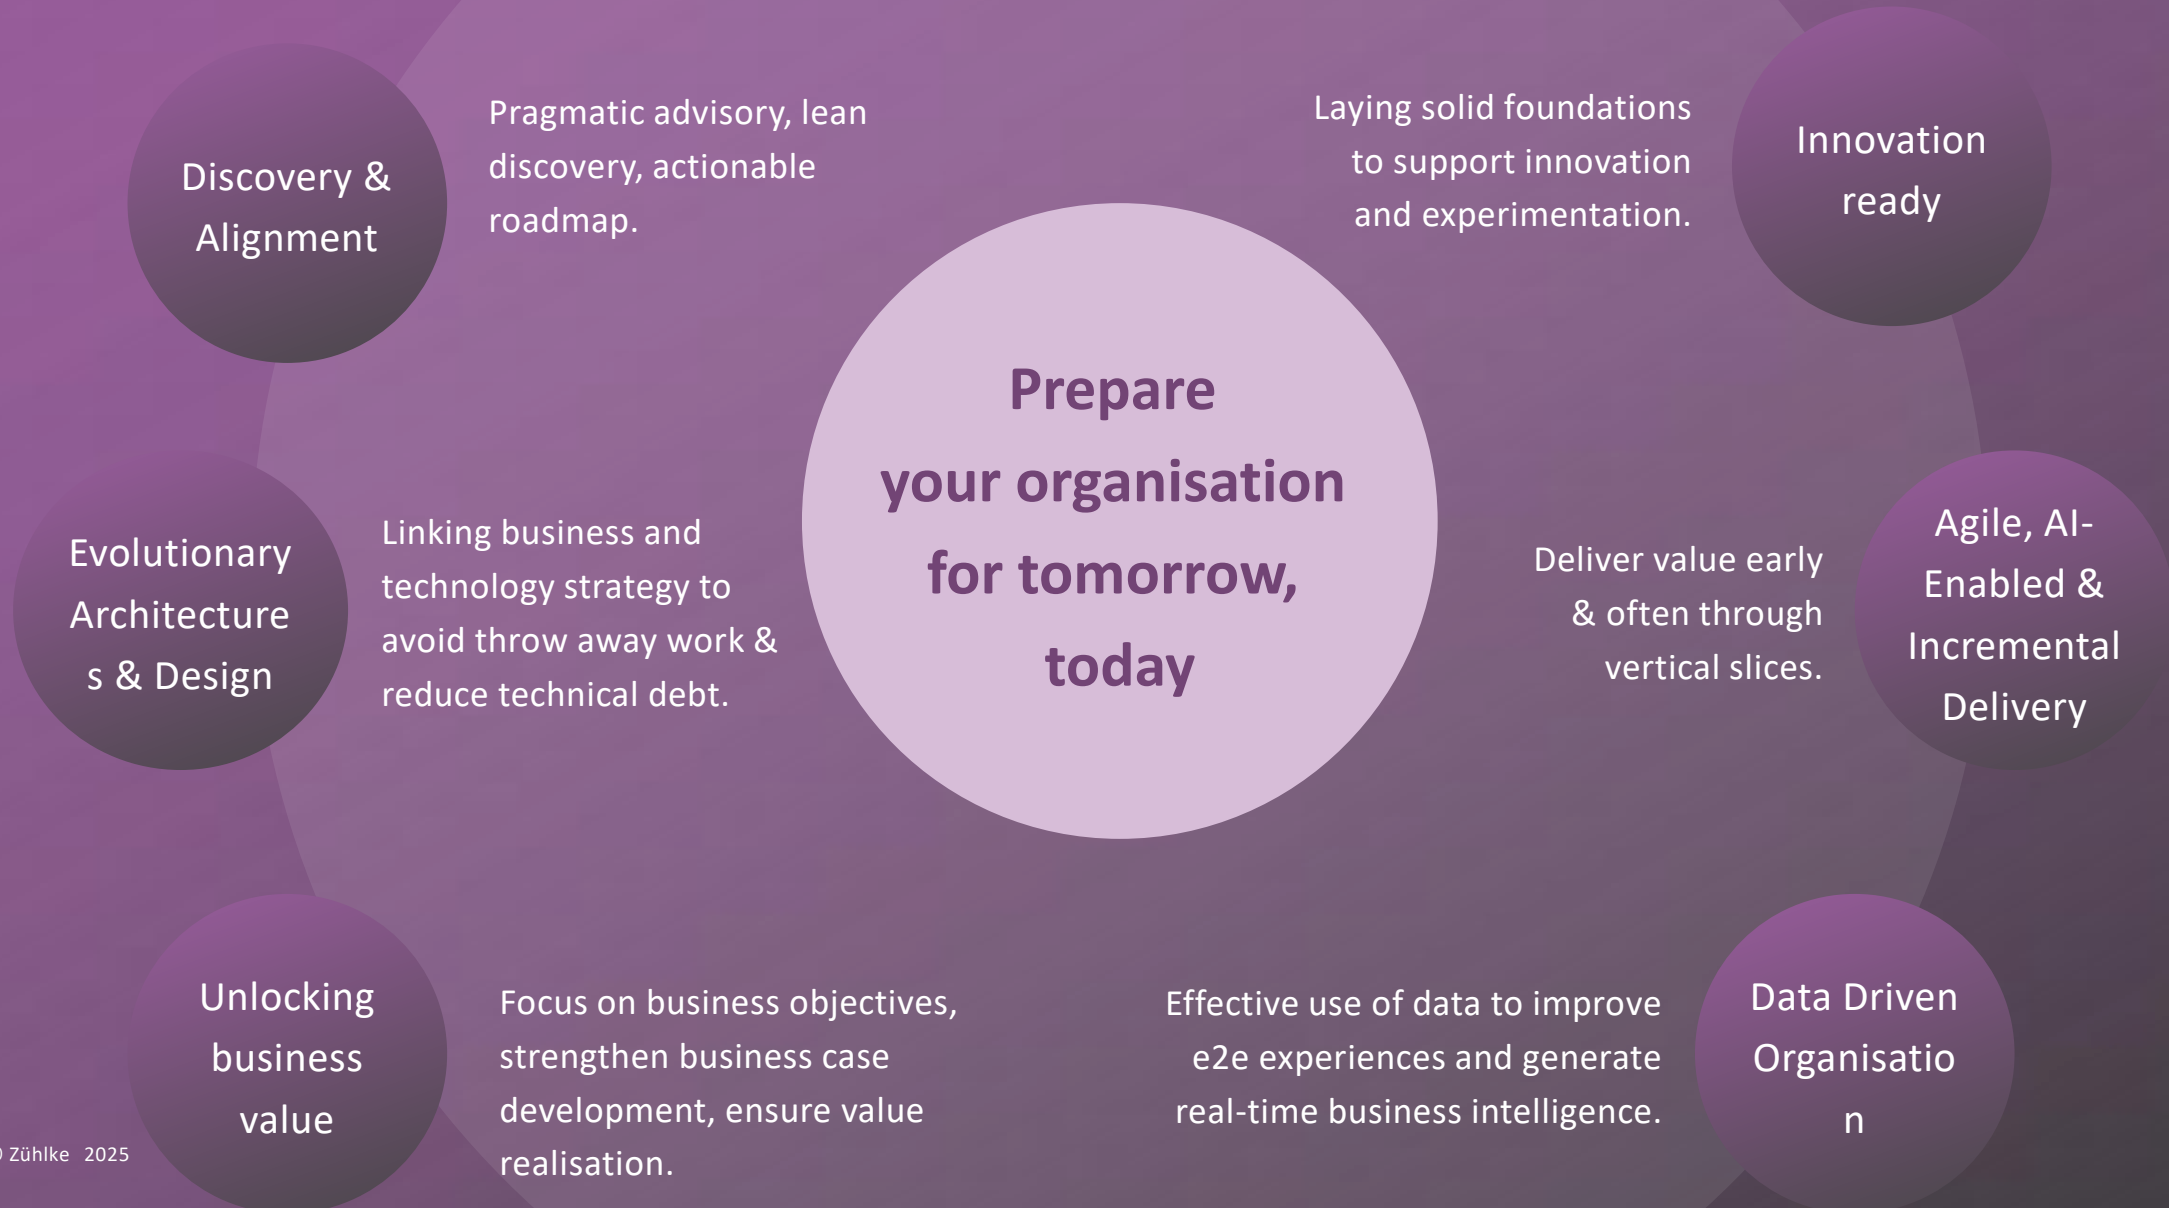 Discovery &
Alignment
Pragmatic advisory, lean
discovery, actionable
roadmap.
Laying solid foundations
to support innovation
and experimentation.
Innovation
ready
Prepare
your organisation
for tomorrow,
today
Evolutionary
Architecture
s & Design
Linking business and
technology strategy to
avoid throw away work &
reduce technical debt.
Deliver value early
& often through
vertical slices.
Agile, AI-
Enabled &
Incremental
Delivery
Unlocking
business
value
Focus on business objectives,
strengthen business case
development, ensure value
realisation.
Effective use of data to improve
e2e experiences and generate
real-time business intelligence.
Data Driven
Organisatio
n
© Zühlke 2025